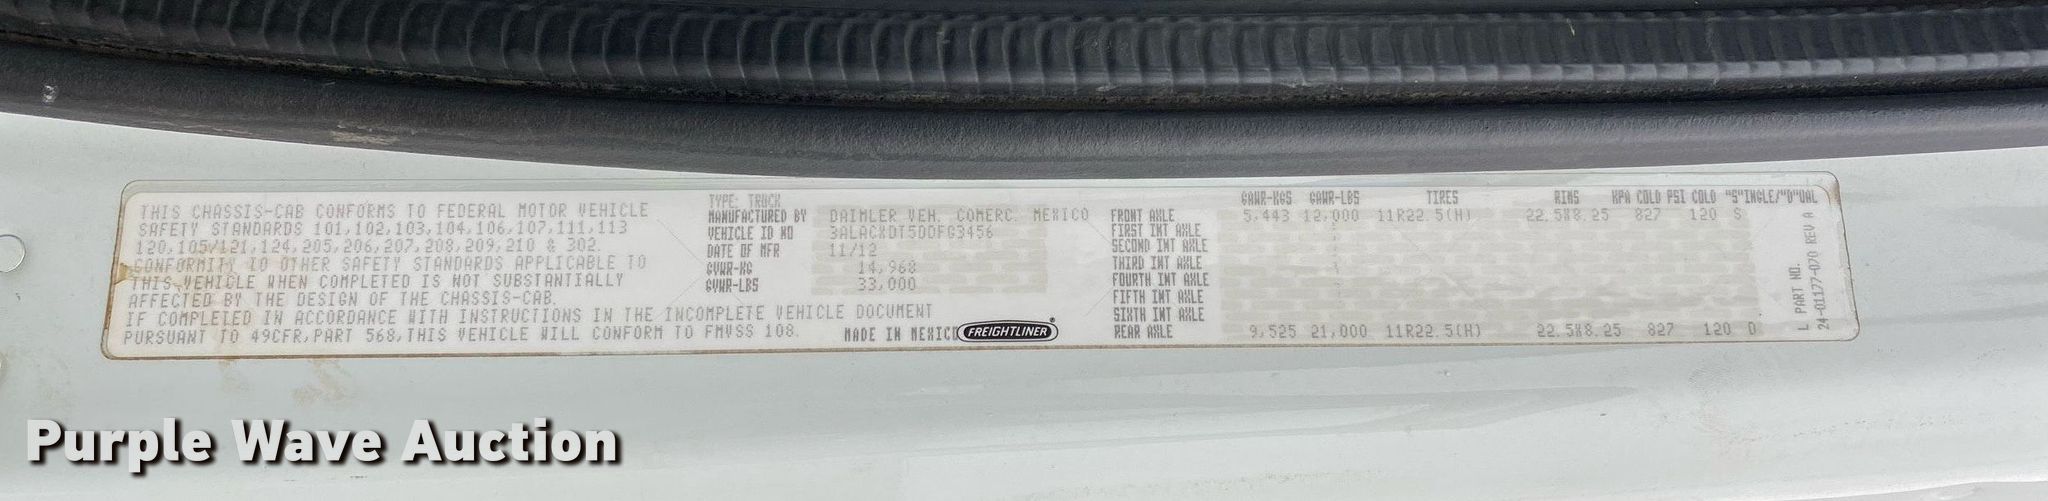 THIS CHASSIS-CAB CONFORMS TO FEDERAL MOTOR VEHICLE
SAFETY STANDARDS 101,102,103,104,106,107,111,113
120,105/121,124,205,206,207,208,209,210 & 302.
CONFORMITY TO OTHER SAFETY STANDARDS APPLICABLE TO
THIS VEHICLE WHEN COMPLETED IS NOT SUBSTANTIALLY
AFFECTED BY THE DESIGN OF THE CHASSIS-CAB.
IF COMPLETED IN ACCORDANCE WITH INSTRUCTIONS IN THE INCOMPLETE VEHICLE DOCUMENT
PURSUANT TO 49CFR,PART 568,THIS VEHICLE WILL CONFORM TO FMVSS 108.
TYPE: TRUCK
MANUFACTURED BY DAIMLER VEH. COMERC. MEXICO
VEHICLE ID NO 3ALACXDT5DDFG3456
DATE OF MFR 11/12
GVWR-KG 14,968
GVWR-LBS 33,000
MADE IN MEXICO FREIGHTLINER®
GAWR-KGS GAWR-LBS TIRES RIMS KPA COLD PSI COLD "S"INGLE/"D"UAL
FRONT AXLE 5,443 12,000 11R22.5(H) 22.5X8.25 827 120 S
FIRST INT AXLE
SECOND INT AXLE
THIRD INT AXLE
FOURTH INT AXLE
FIFTH INT AXLE
SIXTH INT AXLE
REAR AXLE 9,525 21,000 11R22.5(H) 22.5X8.25 827 120 D
L PART NO.
24-01177-070 REV A
Purple Wave Auction